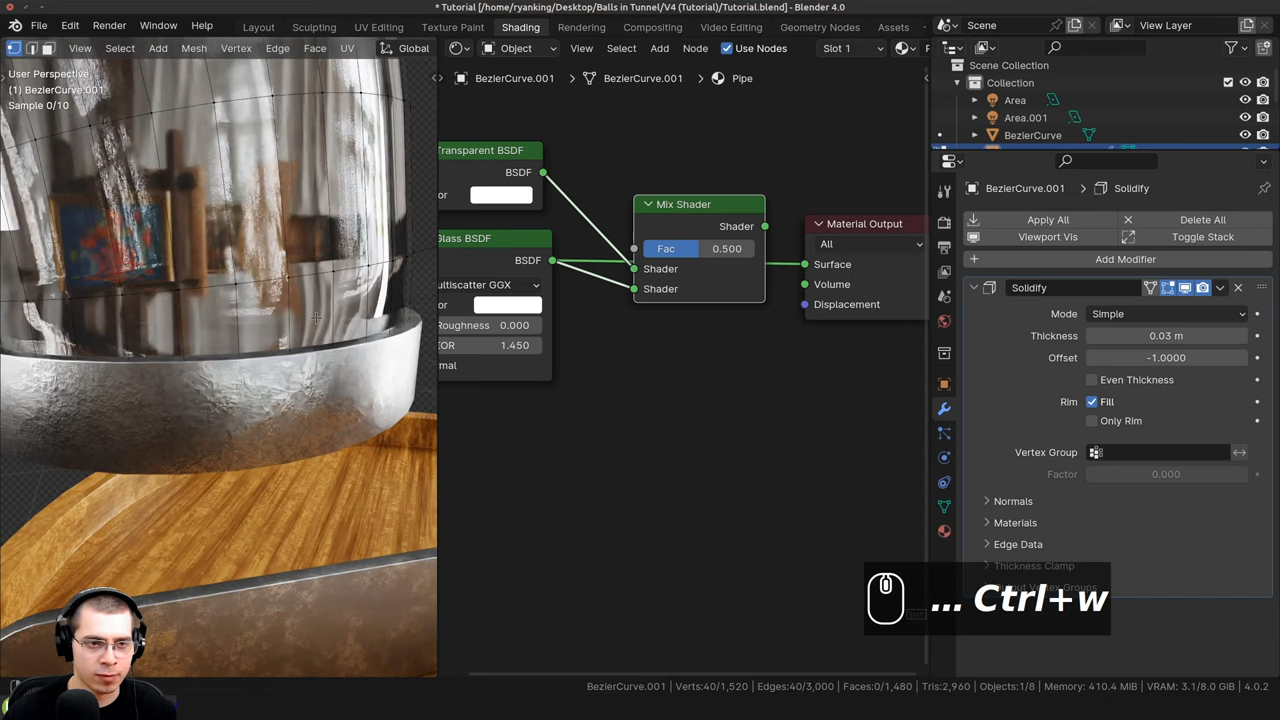 * Tutorial [/home/ryanking/Desktop/Balls in Tunnel/V4 (Tutorial)/Tutorial.blend] - Blender 4.0
File Edit Render Window Help Layout Modeling Sculpting UV Editing Texture Paint Shading Rendering Compositing Video Editing Geometry Nodes Assets Scene View Layer
View Select Add Mesh Vertex Edge Face UV Global Object View Select Add Node Use Nodes Slot 1
User Perspective
(1) BezierCurve.001
Sample 0/10
BezierCurve.001 BezierCurve.001 Pipe
Scene Collection
Collection
Area
Area.001
BezierCurve
Transparent BSDF
BSDF
or
Glass BSDF
BSDF
ultiscatter GGX
or
Roughness 0.000
OR 1.450
mal
Mix Shader
Shader
Fac 0.500
Shader
Shader
Material Output
All
Surface
Volume
Displacement
BezierCurve.001 Solidify
Apply All Delete All
Viewport Vis Toggle Stack
Add Modifier
Solidify
Mode Simple
Thickness 0.03 m
Offset -1.0000
Even Thickness
Rim Fill
Only Rim
Vertex Group
Factor 0.000
Normals
Materials
Edge Data
Thickness Clamp
Output Vertex Groups
... Ctrl+w
BezierCurve.001 | Verts:40/1,520 | Edges:40/3,000 | Faces:0/1,480 | Tris:2,960 | Objects:1/8 | Memory: 410.4 MiB | VRAM: 3.1/8.0 GiB | 4.0.2